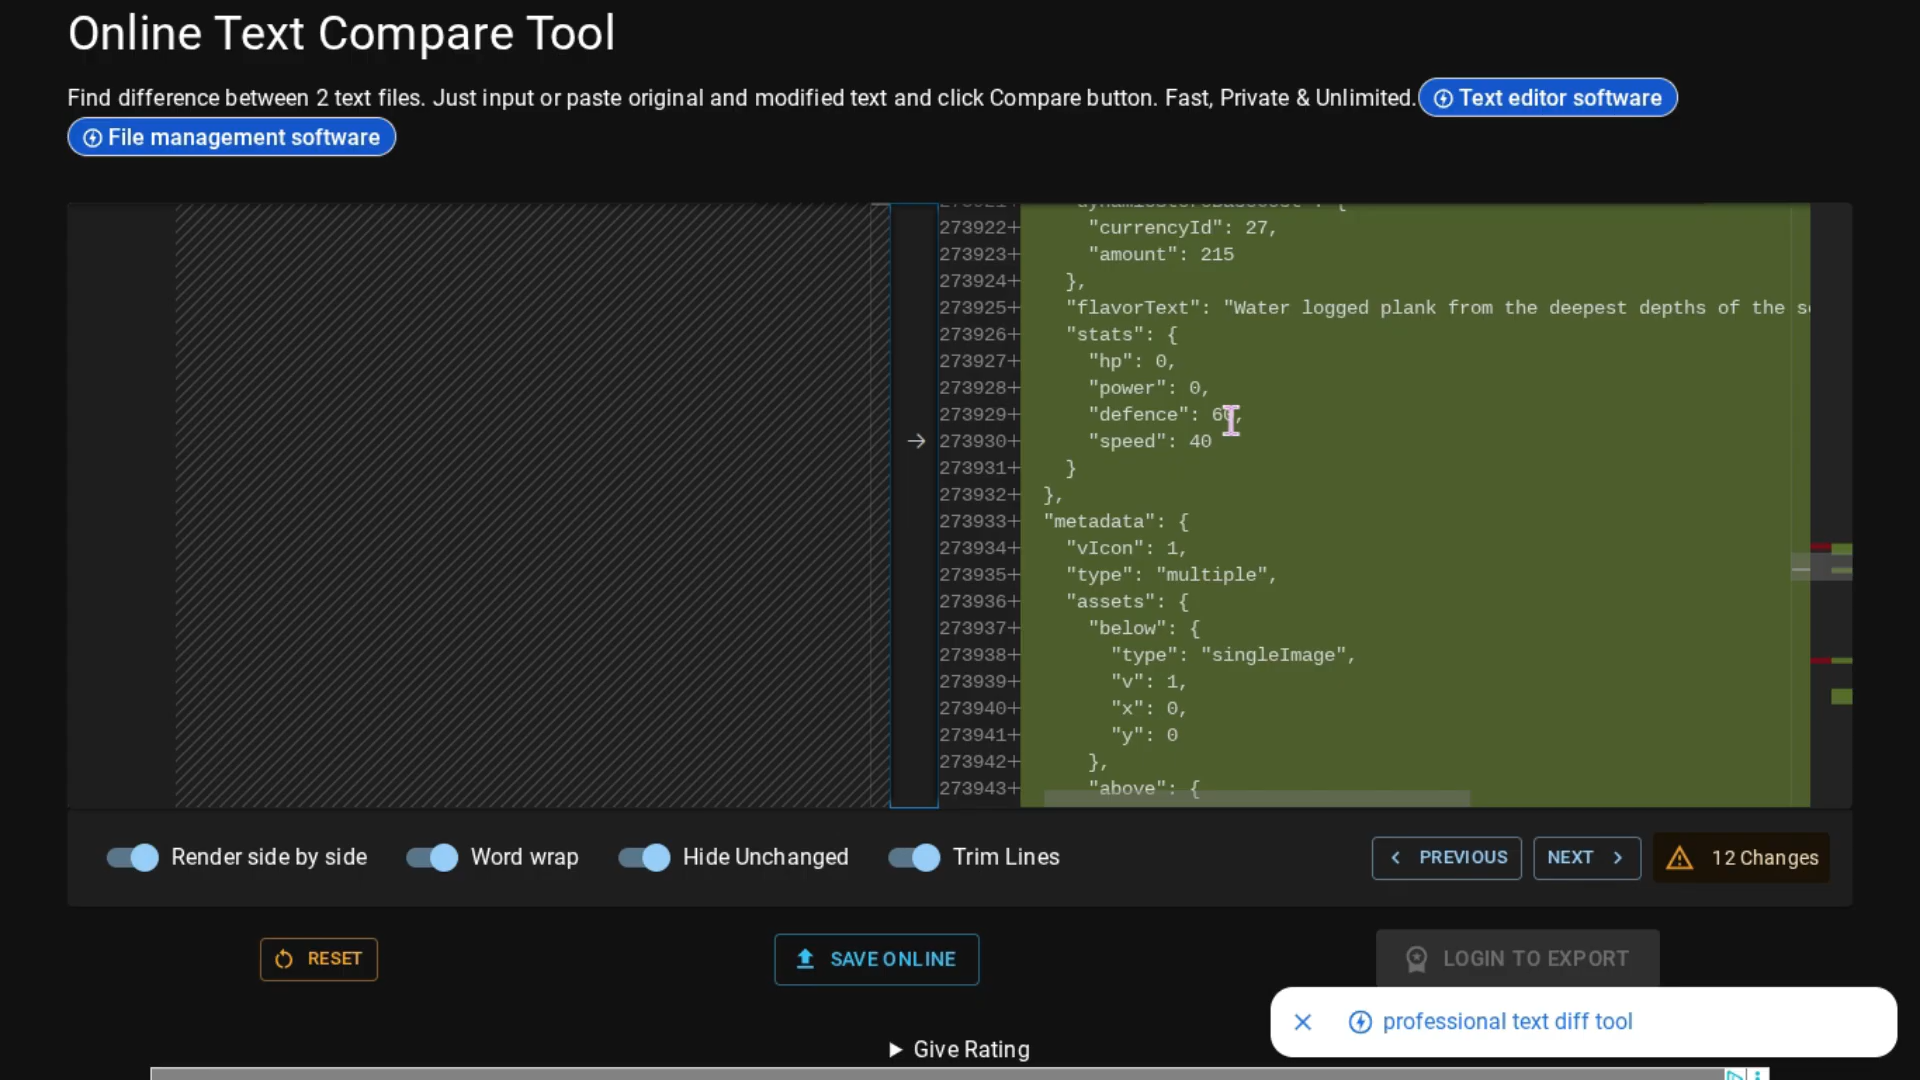 Online Text Compare Tool
Find difference between 2 text files. Just input or paste original and modified text and click Compare button. Fast, Private & Unlimited. Text editor software
File management software
273922+ "currencyId": 27,
273923+ "amount": 215
273924+ },
273925+ "flavorText": "Water logged plank from the deepest depths of the s
273926+ "stats": {
273927+ "hp": 0,
273928+ "power": 0,
273929+ "defence": 60,
273930+ "speed": 40
273931+ }
273932+ },
273933+ "metadata": {
273934+ "vIcon": 1,
273935+ "type": "multiple",
273936+ "assets": {
273937+ "below": {
273938+ "type": "singleImage",
273939+ "v": 1,
273940+ "x": 0,
273941+ "y": 0
273942+ },
273943+ "above": {
Render side by side Word wrap Hide Unchanged Trim Lines PREVIOUS NEXT 12 Changes
RESET SAVE ONLINE LOGIN TO EXPORT
professional text diff tool
Give Rating